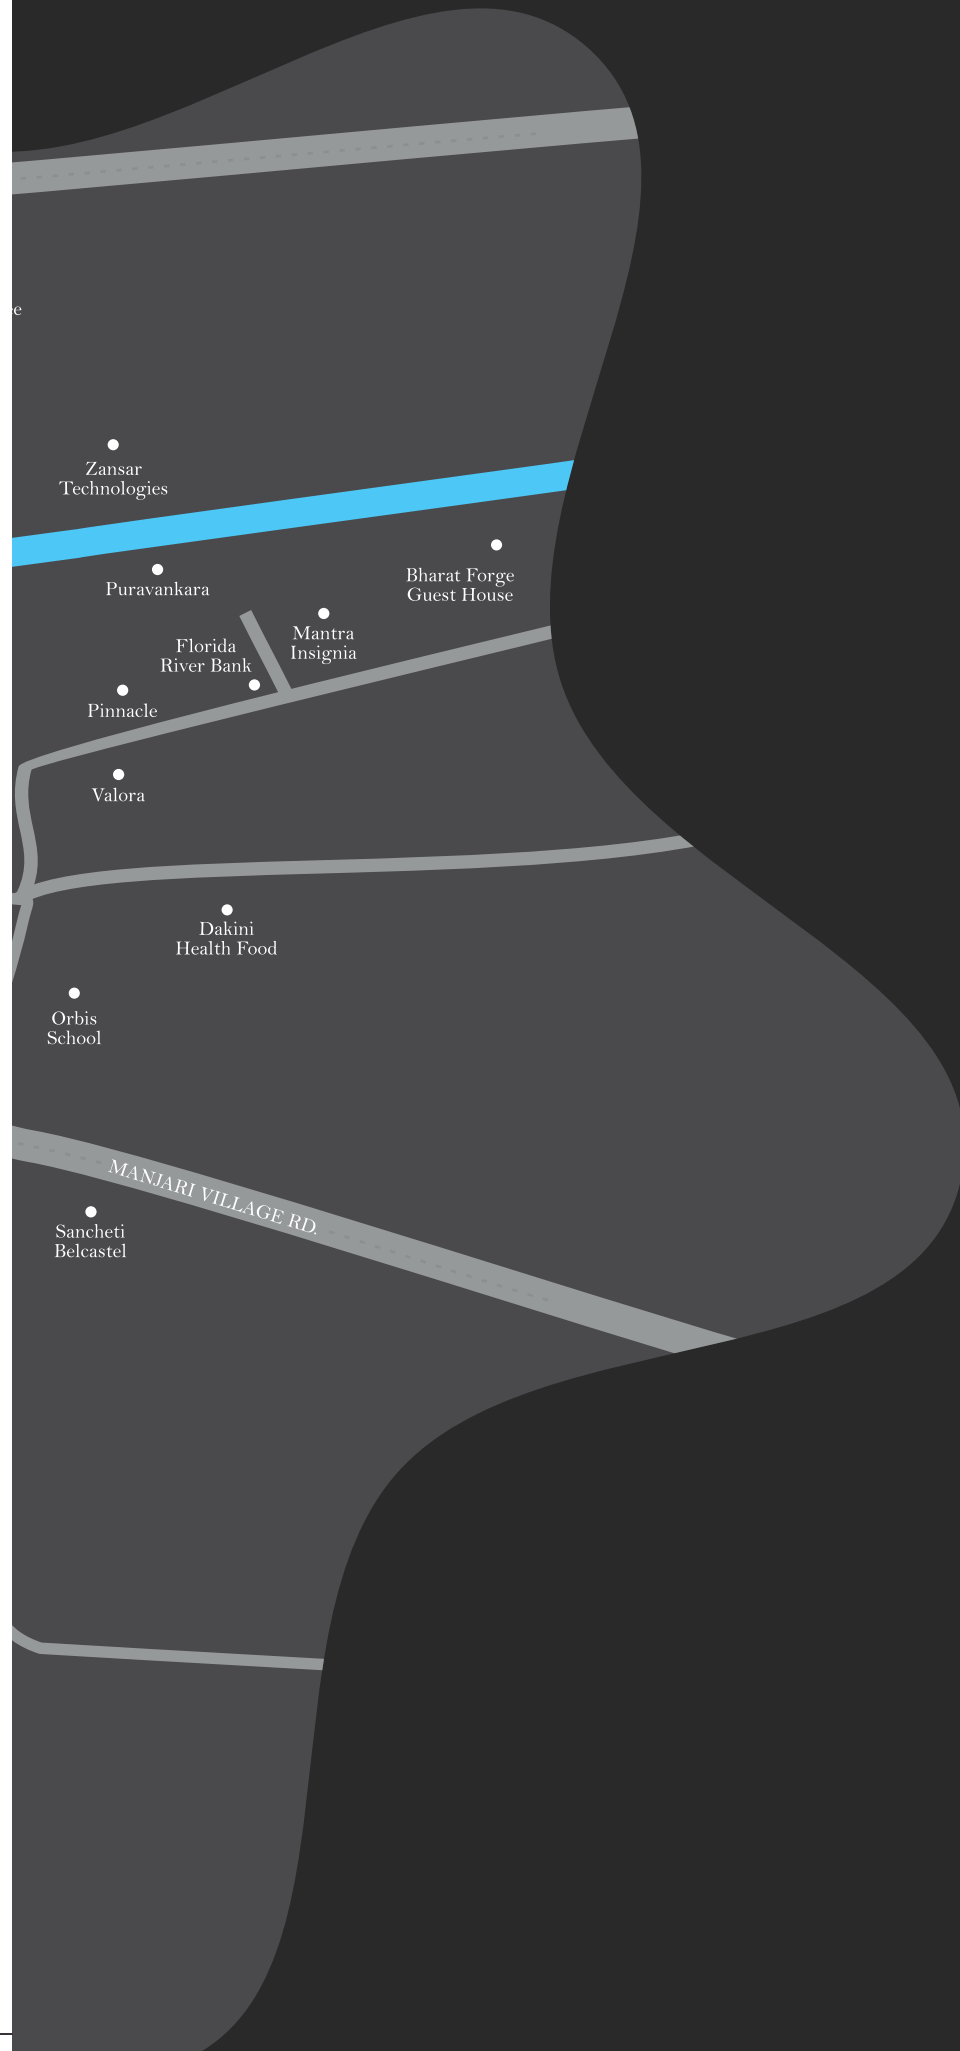 Zansar
Technologies
Puravankara
Bharat Forge
Guest House
Mantra
Insignia
Florida
River Bank
Pinnacle
Valora
Dakini
Health Food
Orbis
School
MANJARI VILLAGE RD.
Sancheti
Belcastel